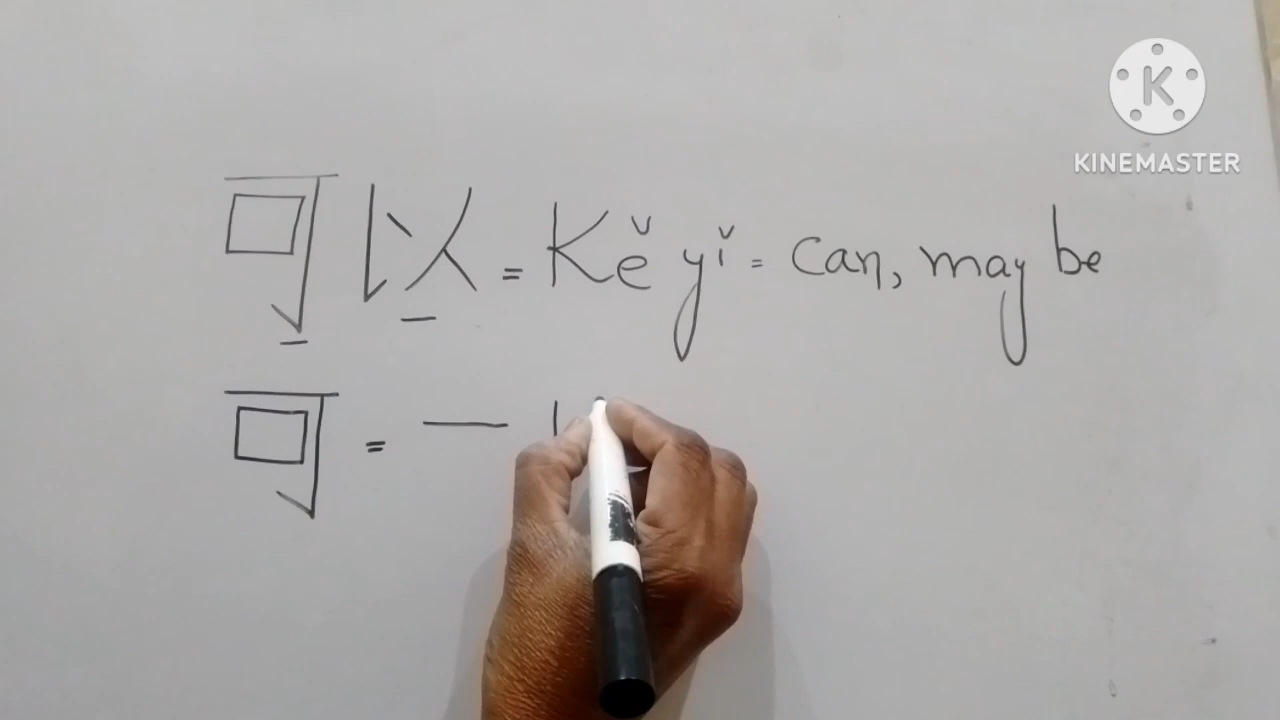 KINEMASTER
可以 = Kě yǐ = can, may be
可 = 一